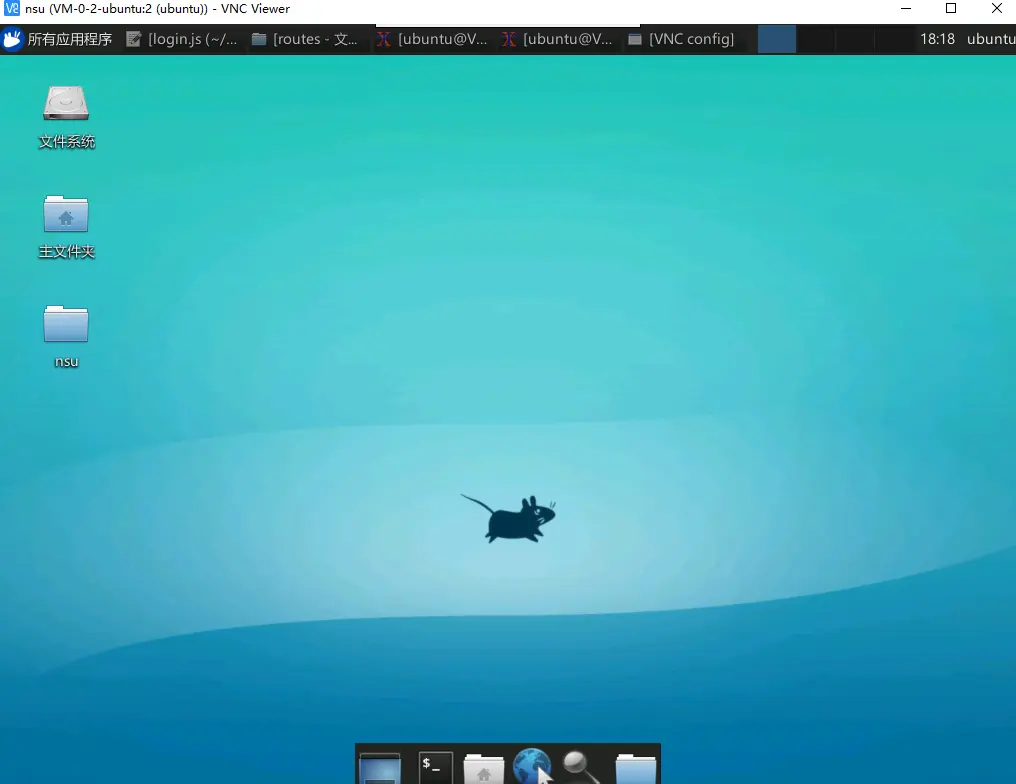 nsu (VM-0-2-ubuntu:2 (ubuntu)) - VNC Viewer
所有应用程序 [login.js (~/... [routes - 文... [ubuntu@V... [ubuntu@V... [VNC config] 18:18 ubuntu
文件系统
主文件夹
nsu
$_